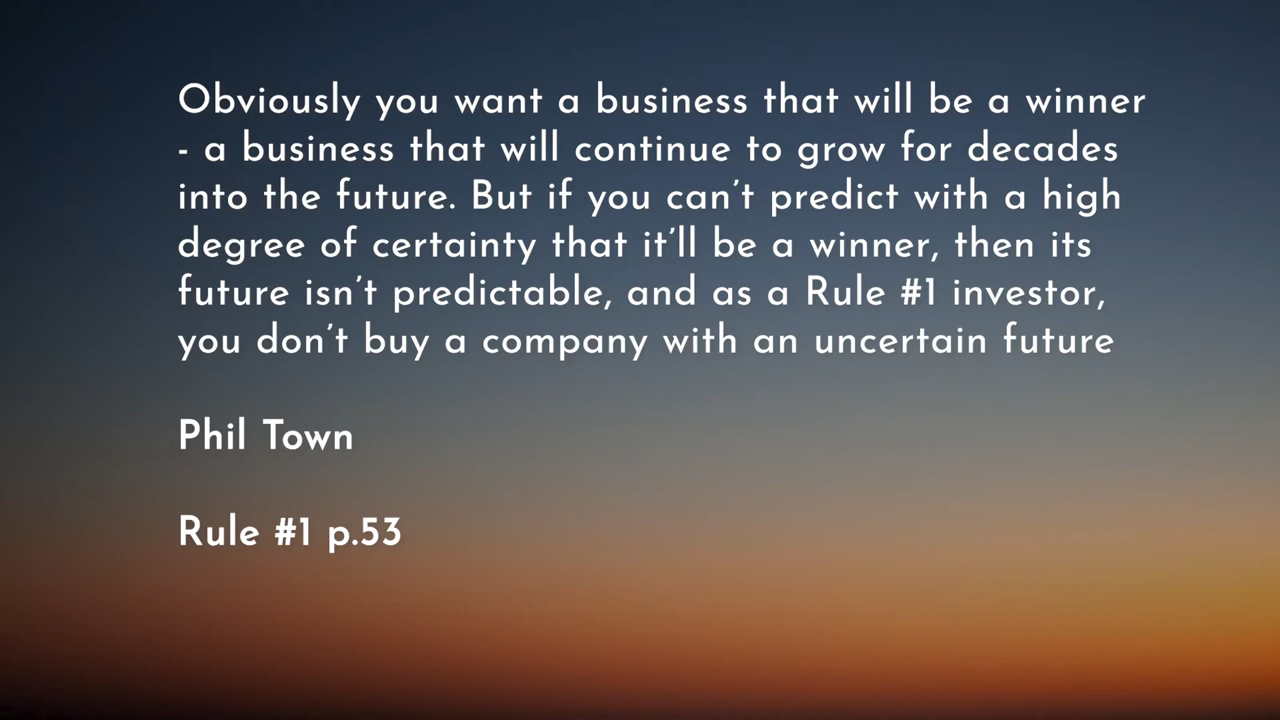 Obviously you want a business that will be a winner
- a business that will continue to grow for decades
into the future. But if you can’t predict with a high
degree of certainty that it’ll be a winner, then its
future isn’t predictable, and as a Rule #1 investor,
you don’t buy a company with an uncertain future
Phil Town
Rule #1 p.53